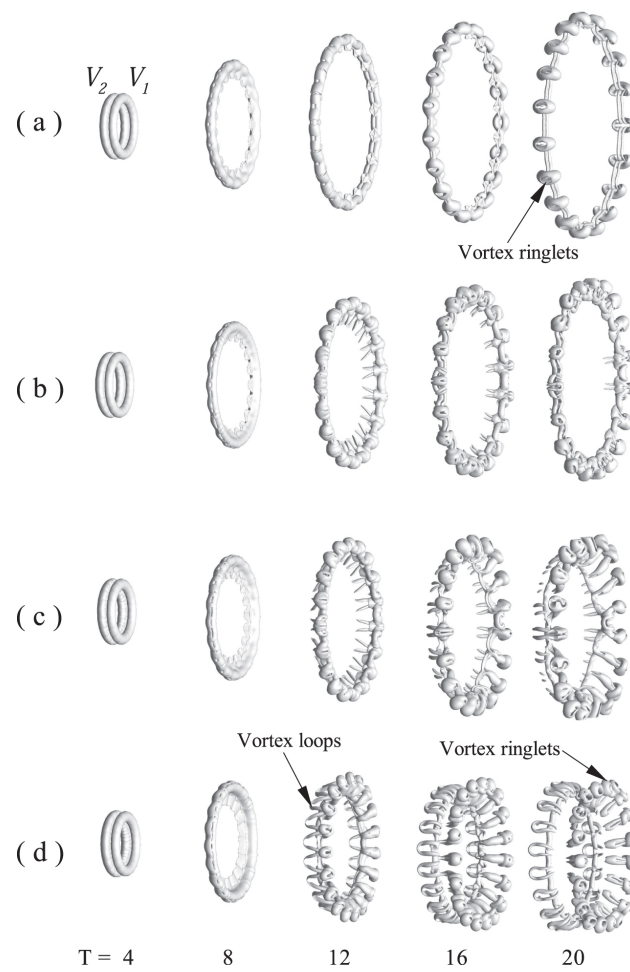 V2 V1
( a )
Vortex ringlets
( b )
( c )
Vortex loops
Vortex ringlets
( d )
T = 4 8 12 16 20